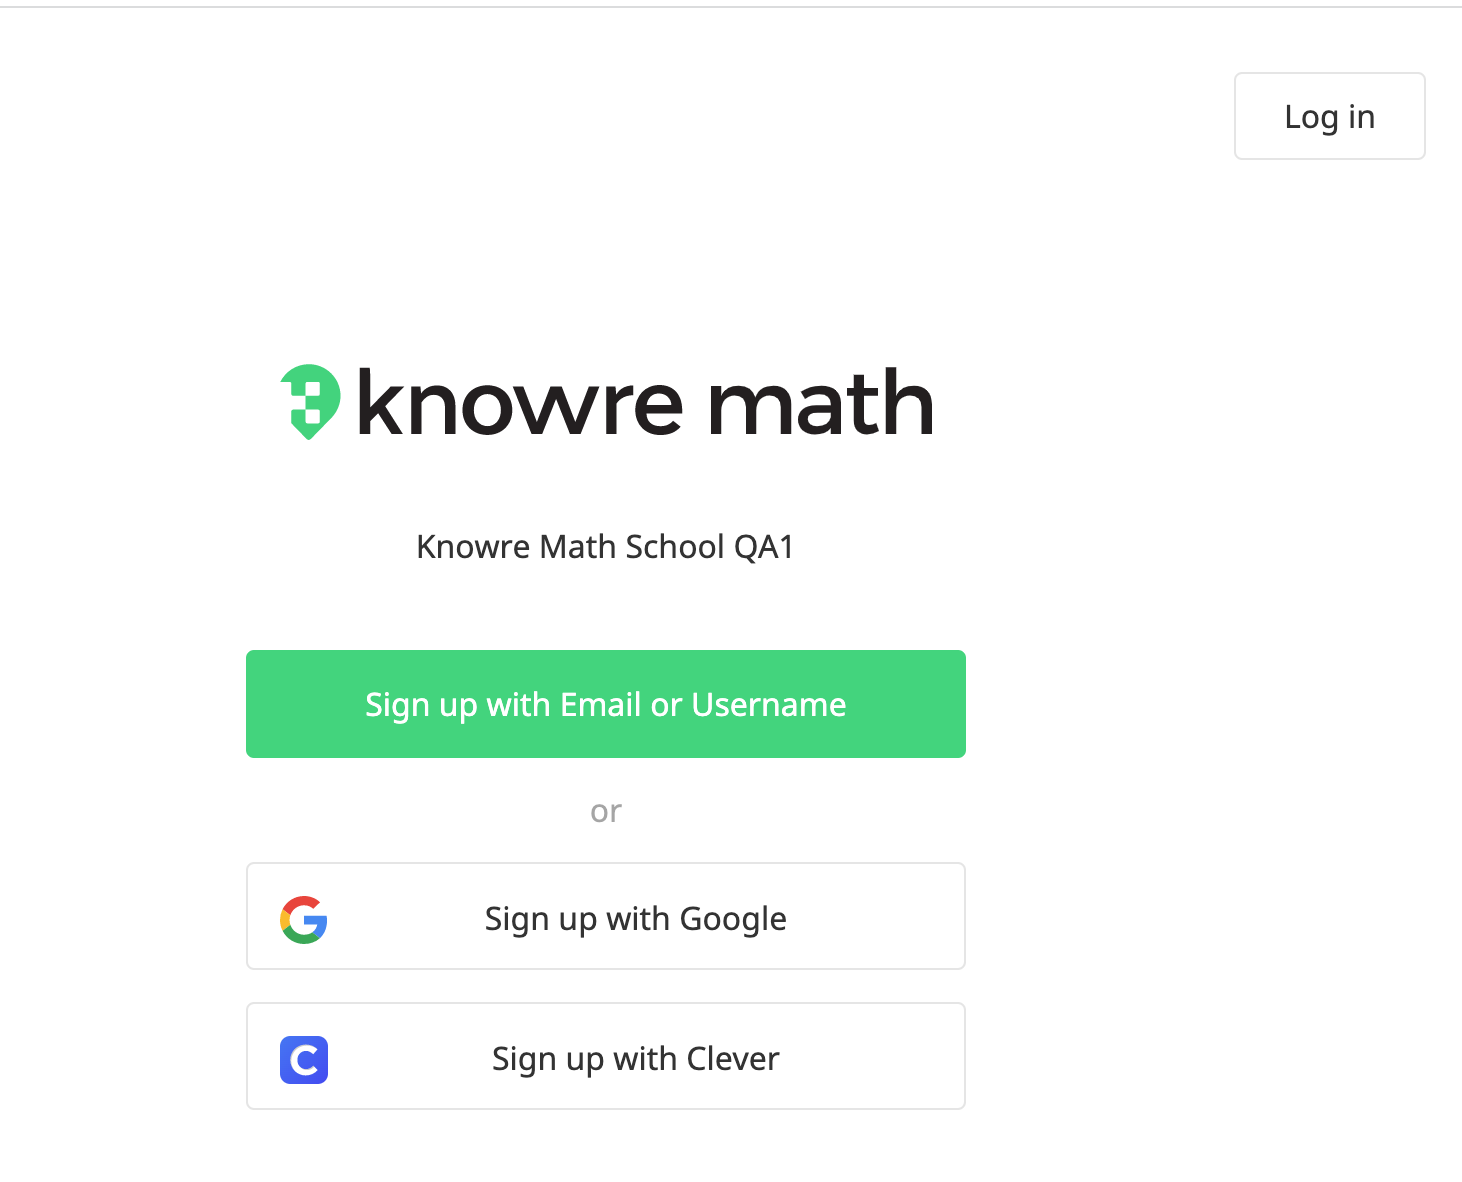 Log in
knowre math
Knowre Math School QA1
Sign up with Email or Username
or
Sign up with Google
Sign up with Clever